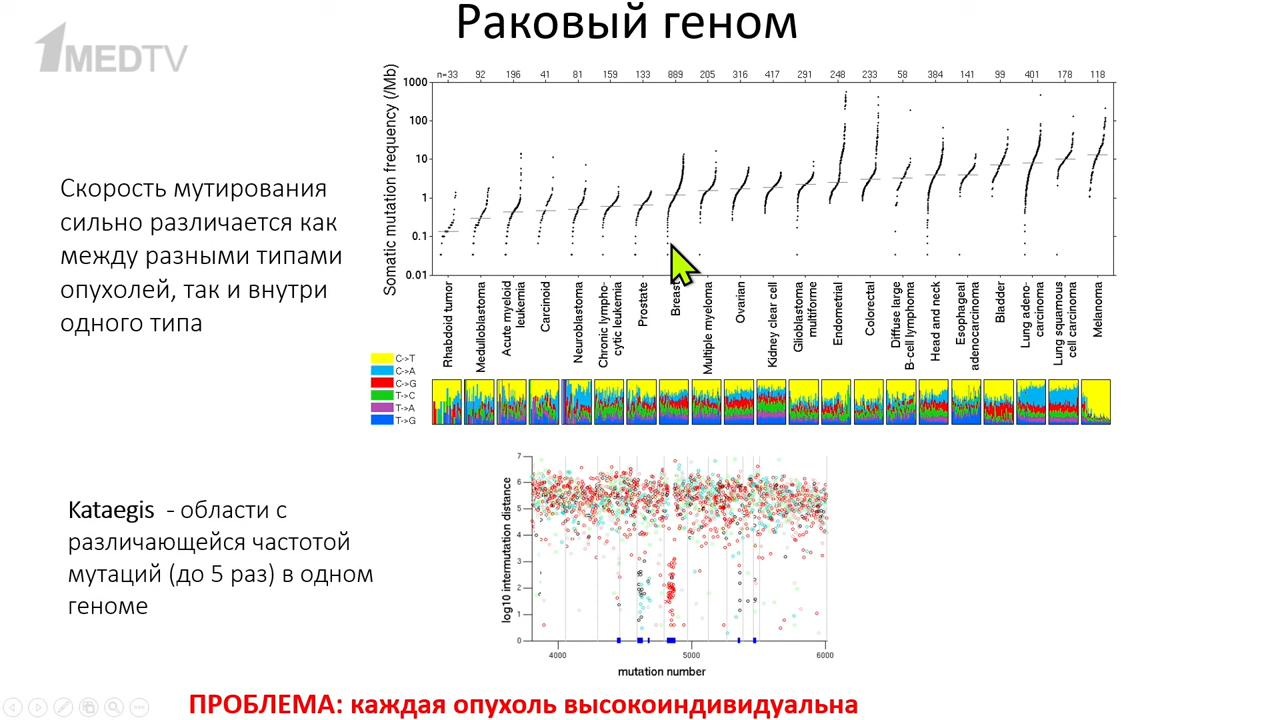 Раковый геном
1MEDTV
n=33 92 196 41 81 159 133 889 205 316 417 291 248 233 58 384 141 99 401 178 118
Somatic mutation frequency (/Mb)
1000
100
10
1
0.1
0.01
Скорость мутирования
сильно различается как
между разными типами
опухолей, так и внутри
одного типа
Rhabdoid tumor
Medulloblastoma
Acute myeloid
leukemia
Carcinoid
Neuroblastoma
Chronic lympho-
cytic leukemia
Prostate
Breast
Multiple myeloma
Ovarian
Kidney clear cell
Glioblastoma
multiforme
Endometrial
Colorectal
Diffuse large
B-cell lymphoma
Head and neck
Esophageal
adenocarcinoma
Bladder
Lung adeno-
carcinoma
Lung squamous
cell carcinoma
Melanoma
C->T
C->A
C->G
T->C
T->A
T->G
Kataegis - области с
различающейся частотой
мутаций (до 5 раз) в одном
геноме
log10 intermutation distance
7
6
5
4
3
2
1
0
4000 5000 6000
mutation number
ПРОБЛЕМА: каждая опухоль высокоиндивидуальна